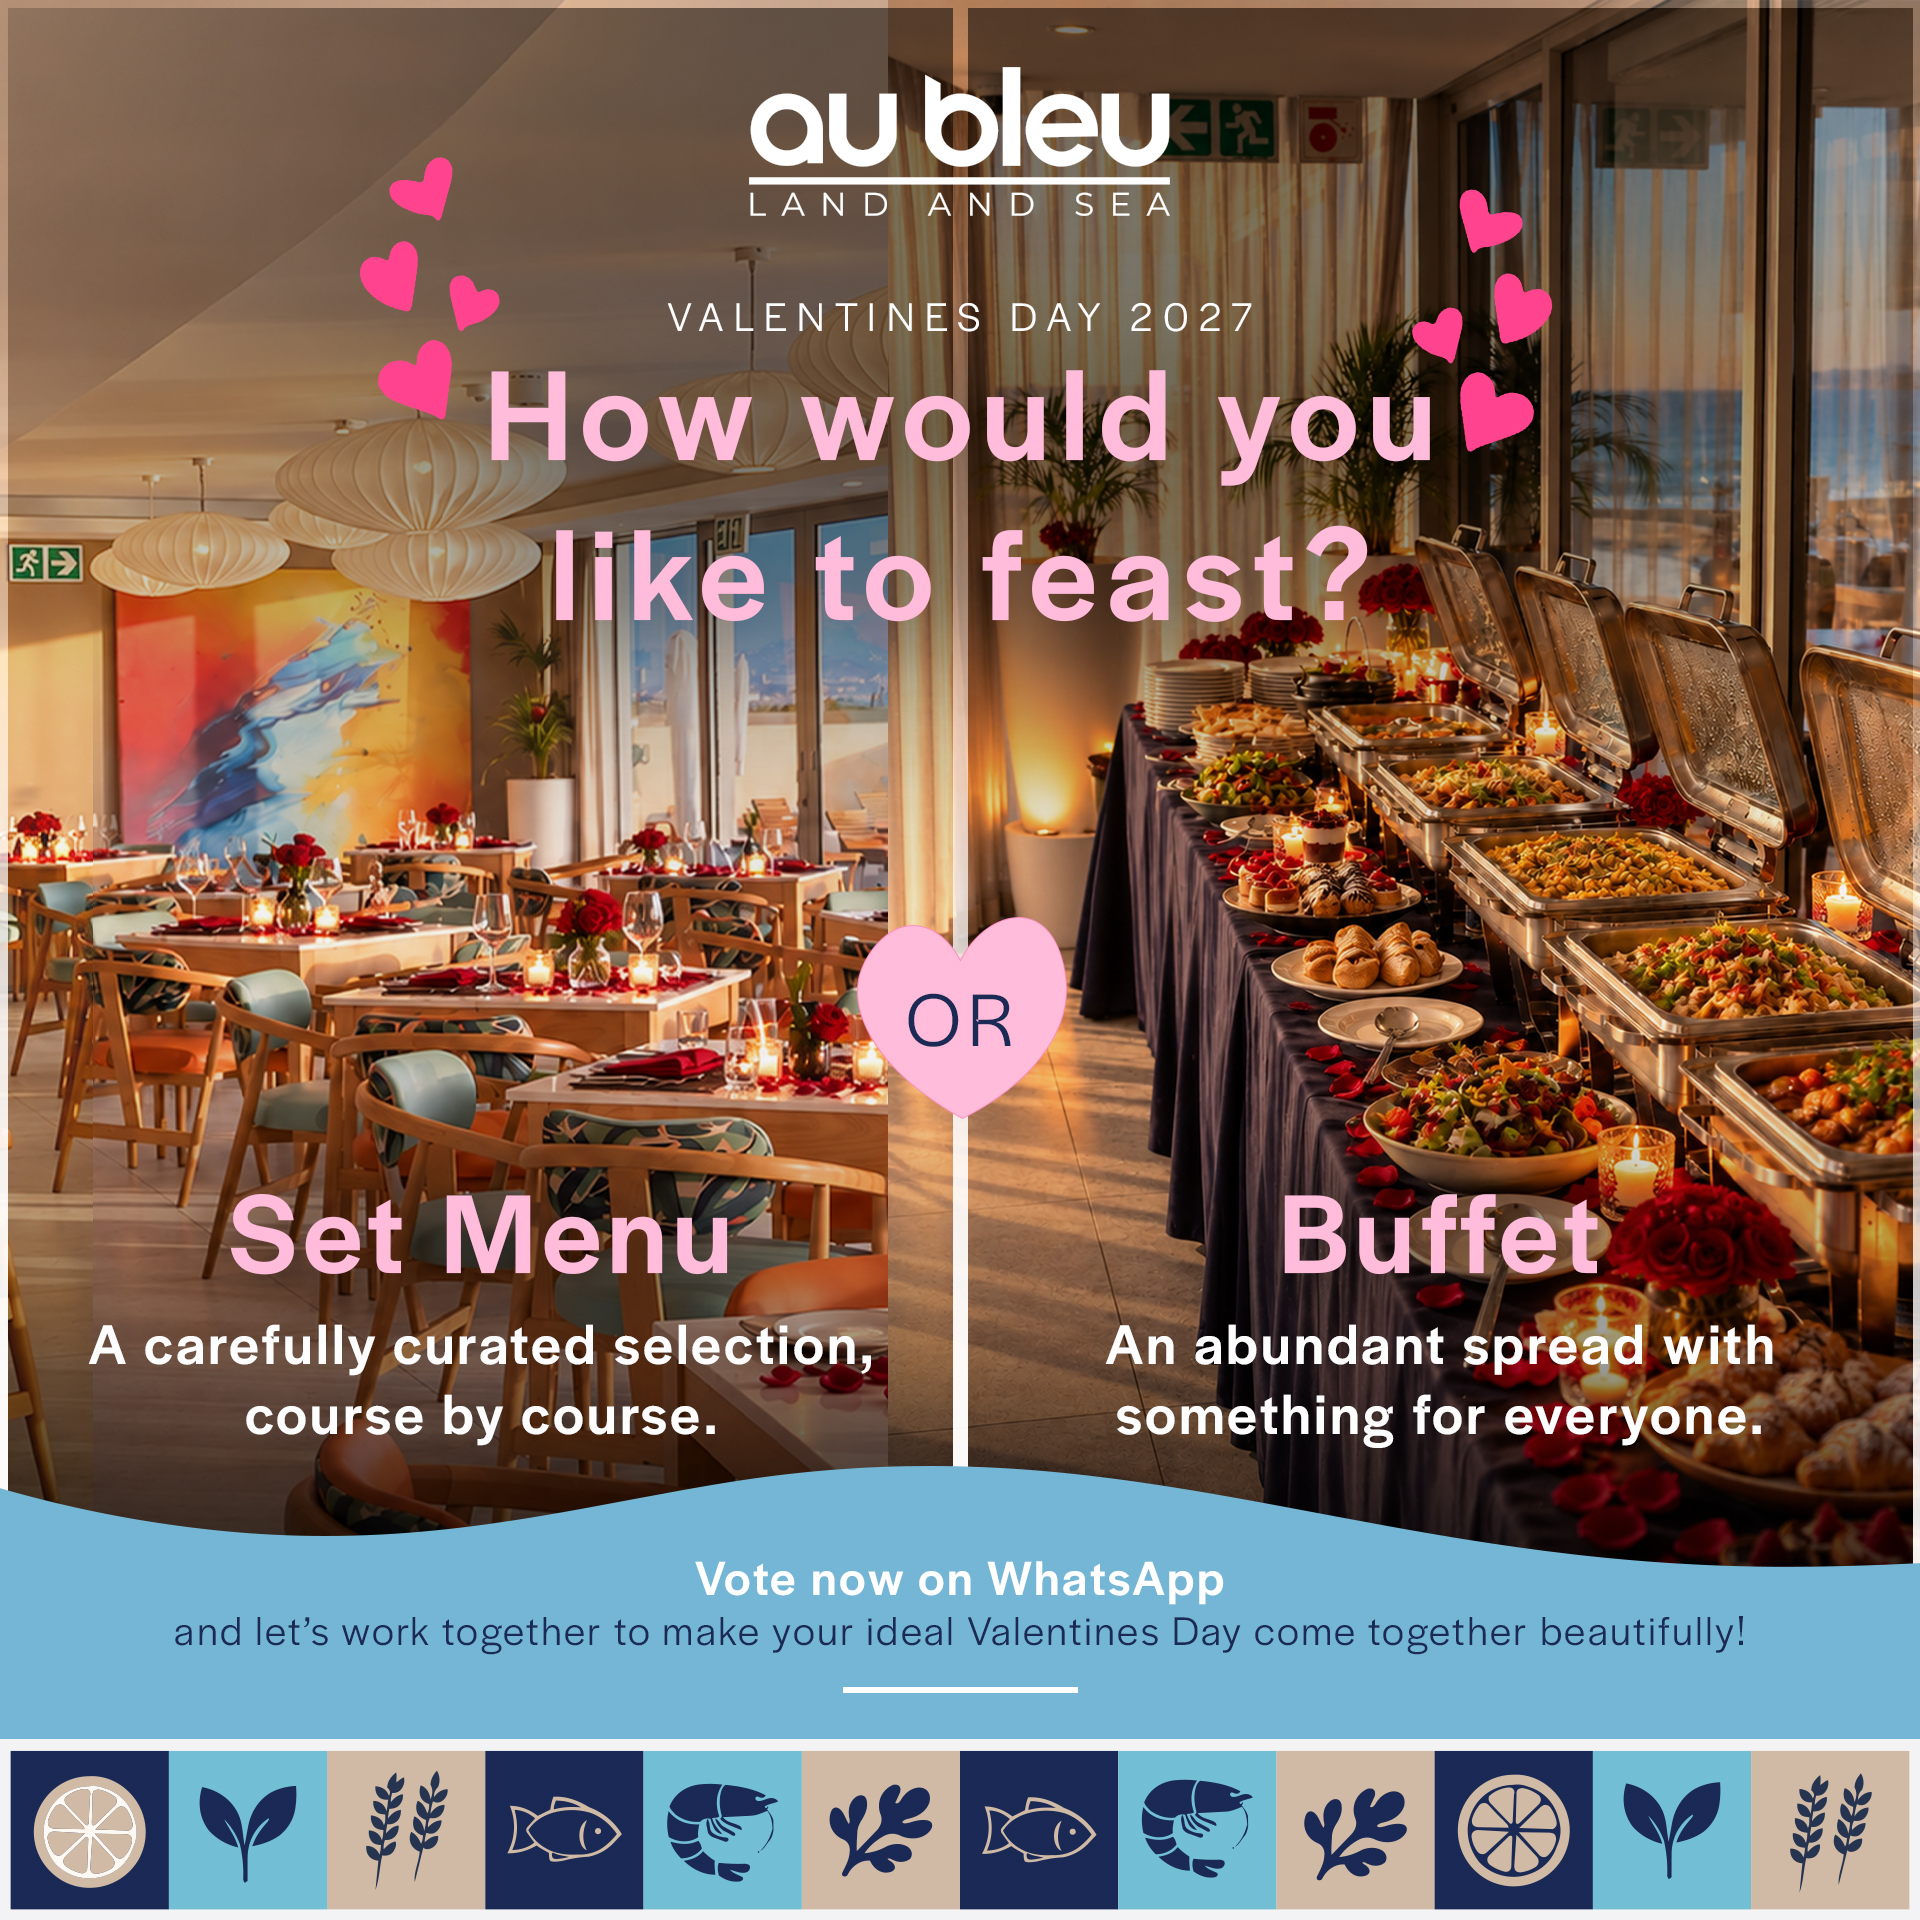 au bleu
LAND AND SEA
VALENTINES DAY 2027
How would you
like to feast?
OR
Set Menu
A carefully curated selection,
course by course.
Buffet
An abundant spread with
something for everyone.
Vote now on WhatsApp
and let’s work together to make your ideal Valentines Day come together beautifully!